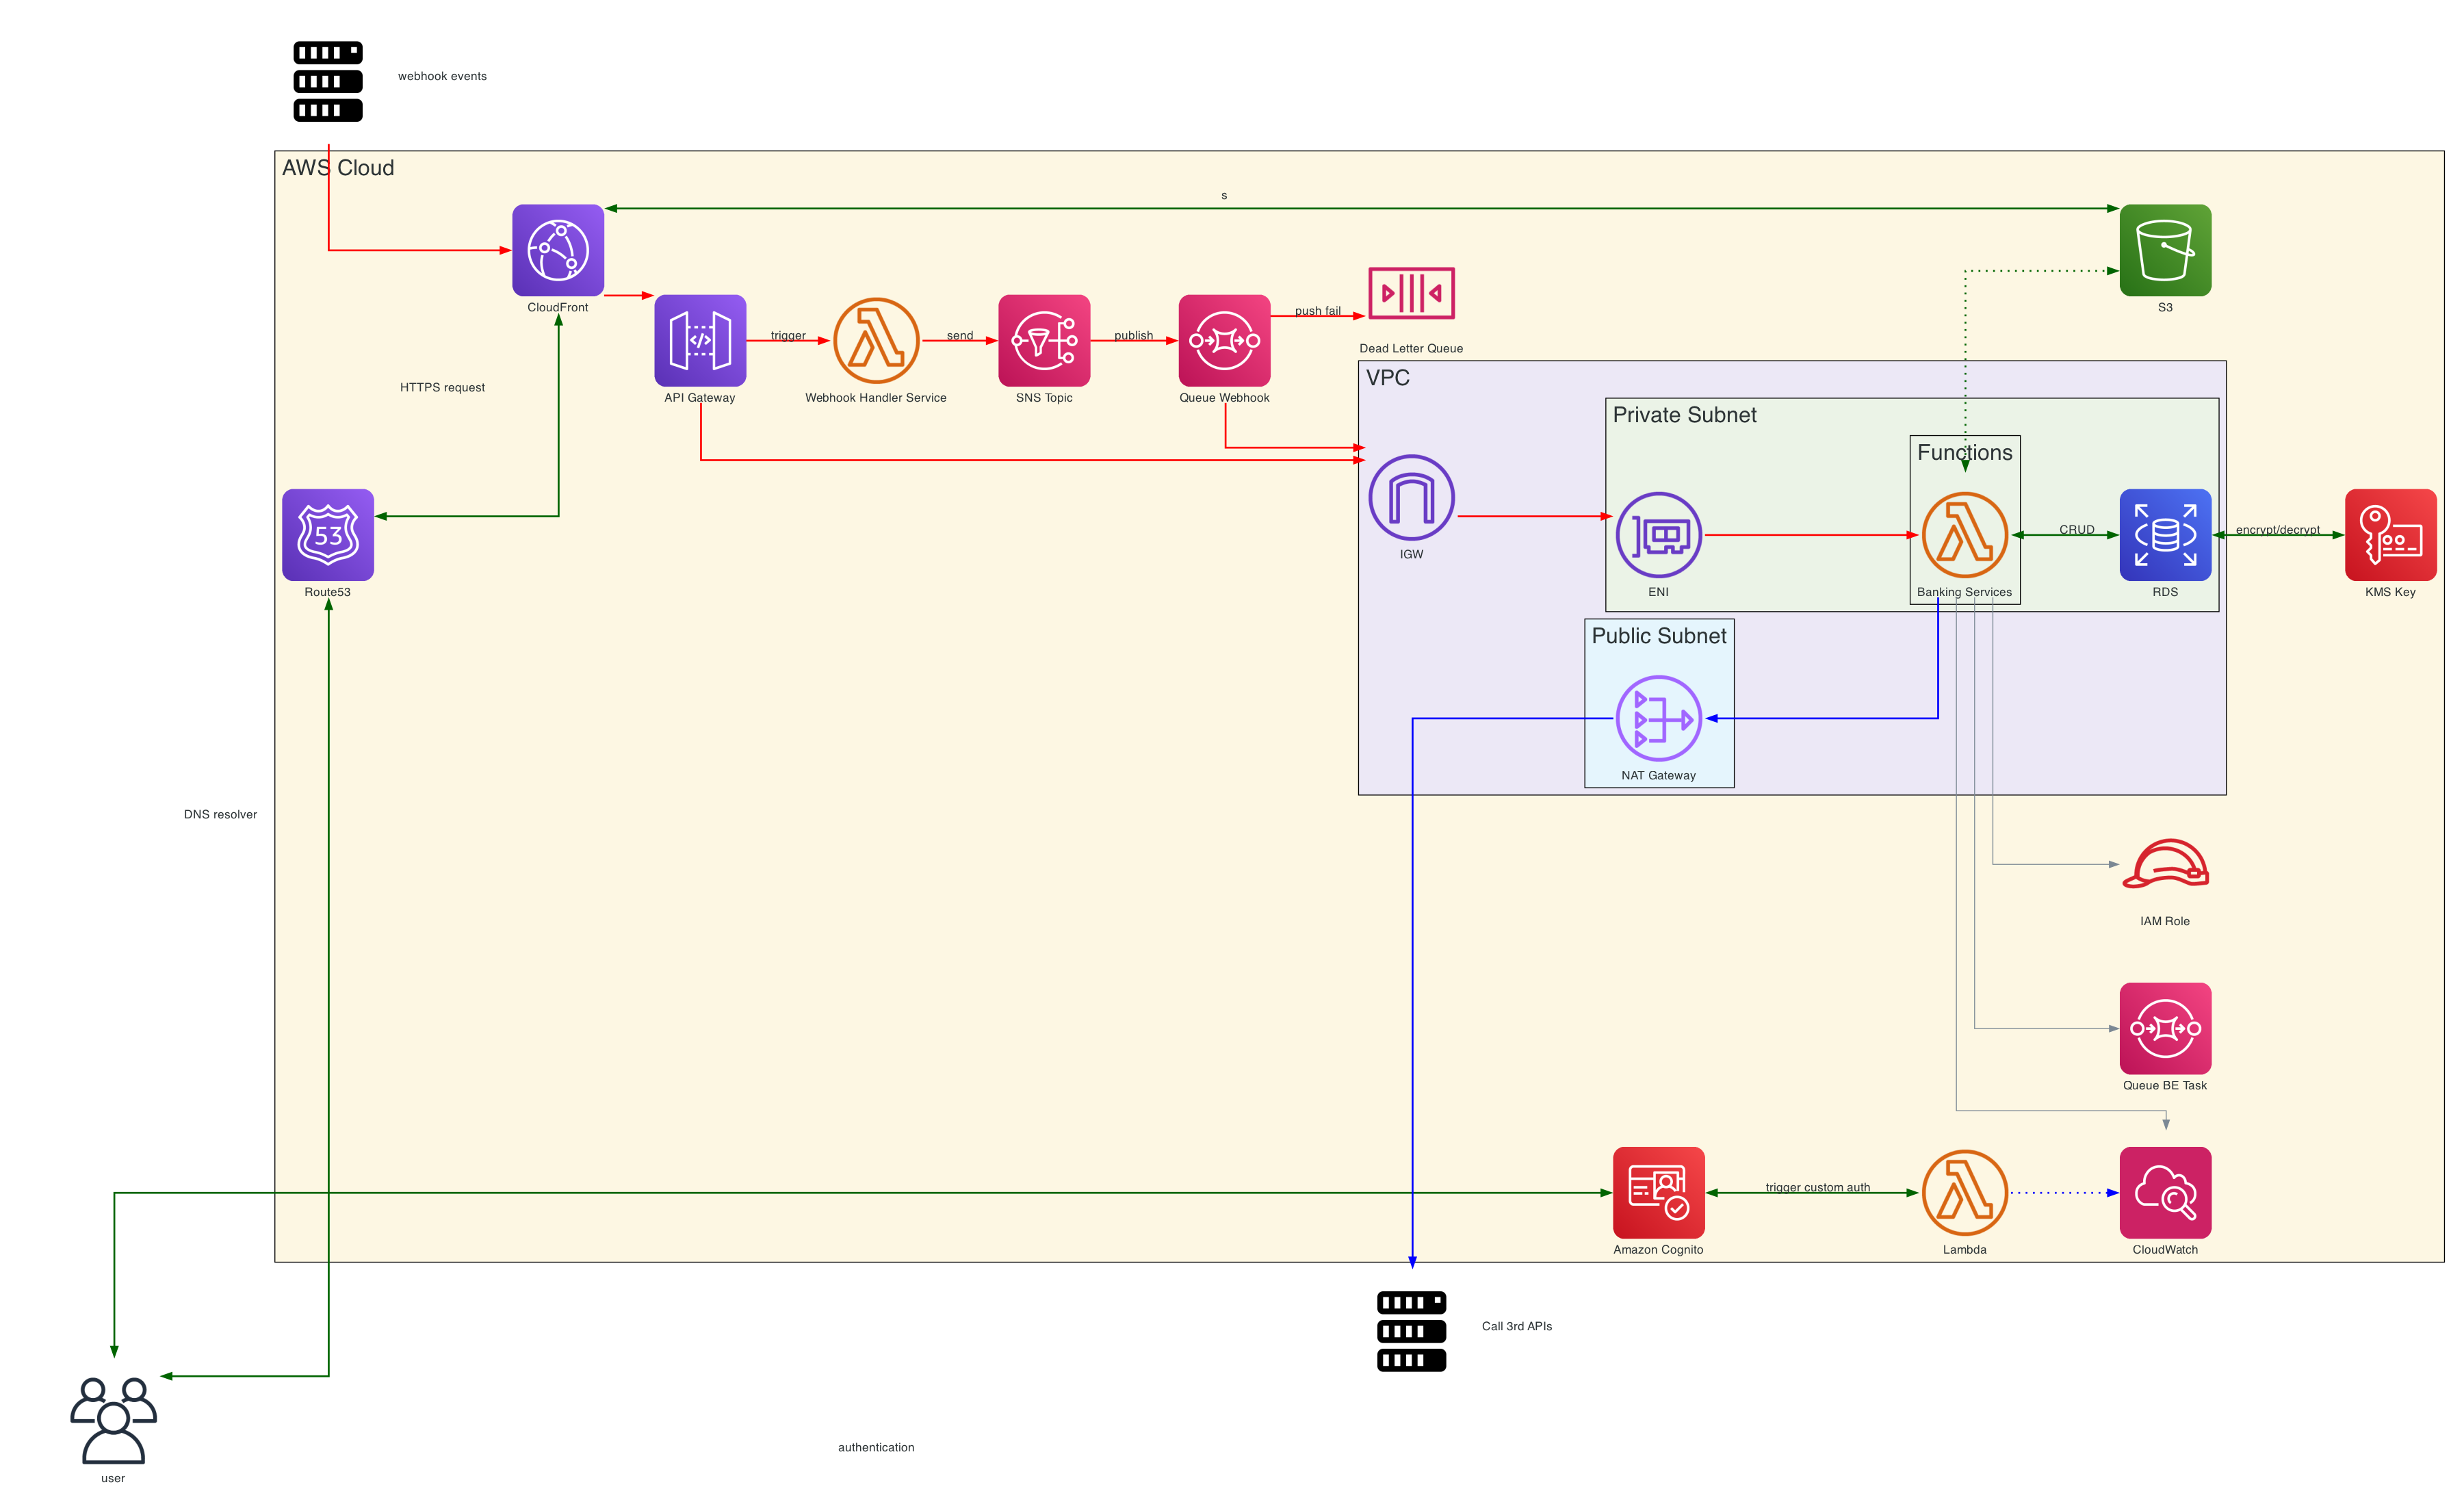 webhook events
AWS Cloud
s
CloudFront
S3
push fail
trigger
send
publish
Dead Letter Queue
VPC
HTTPS request
API Gateway
Webhook Handler Service
SNS Topic
Queue Webhook
Private Subnet
Functions
53
CRUD
encrypt/decrypt
IGW
Route53
ENI
Banking Services
RDS
KMS Key
Public Subnet
NAT Gateway
DNS resolver
IAM Role
Queue BE Task
trigger custom auth
Amazon Cognito
Lambda
CloudWatch
Call 3rd APIs
authentication
user